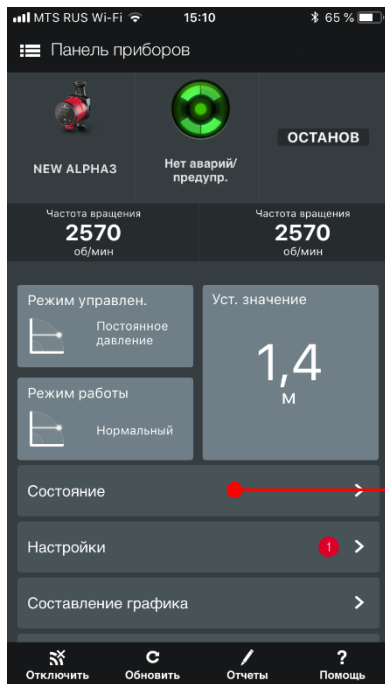 MTS RUS Wi-Fi 15:10 65 %
Панель приборов
NEW ALPHA3
Нет аварий/
предупр.
ОСТАНОВ
Частота вращения
2570
об/мин
Частота вращения
2570
об/мин
Режим управлен.
Постоянное
давление
Уст. значение
1,4
м
Режим работы
Нормальный
Состояние
Настройки 1
Составление графика
Отключить Обновить Отчеты ? Помощь